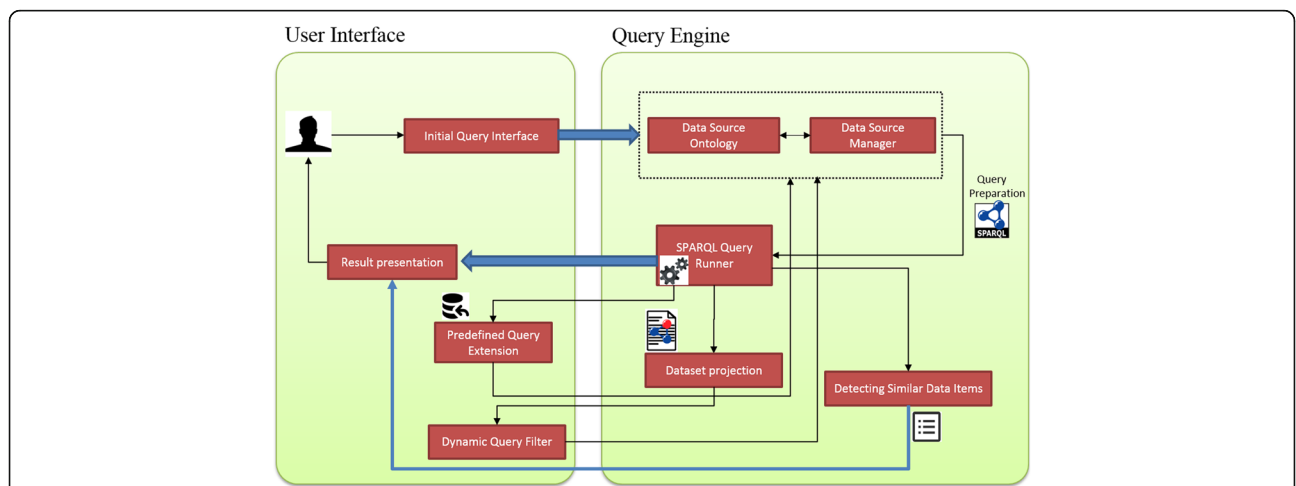 User Interface
Query Engine
Initial Query Interface
Data Source
Ontology
Data Source
Manager
Query
Preparation
SPARQL
SPARQL Query
Runner
Result presentation
Predefined Query
Extension
Dataset projection
Detecting Similar Data Items
Dynamic Query Filter